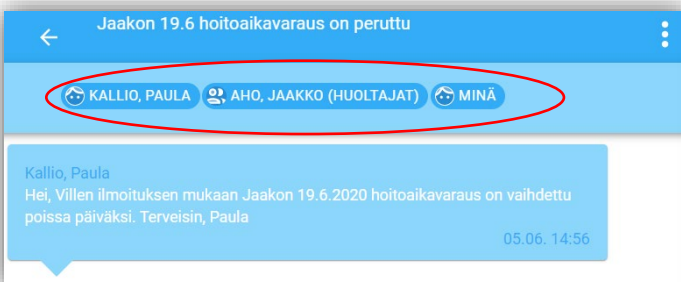 Jaakon 19.6 hoitoaikavaraus on peruttu
KALLIO, PAULA AHO, JAAKKO (HUOLTAJAT) MINÄ
Kallio, Paula
Hei, Villen ilmoituksen mukaan Jaakon 19.6.2020 hoitoaikavaraus on vaihdettu
poissa päiväksi. Terveisin, Paula
05.06. 14:56